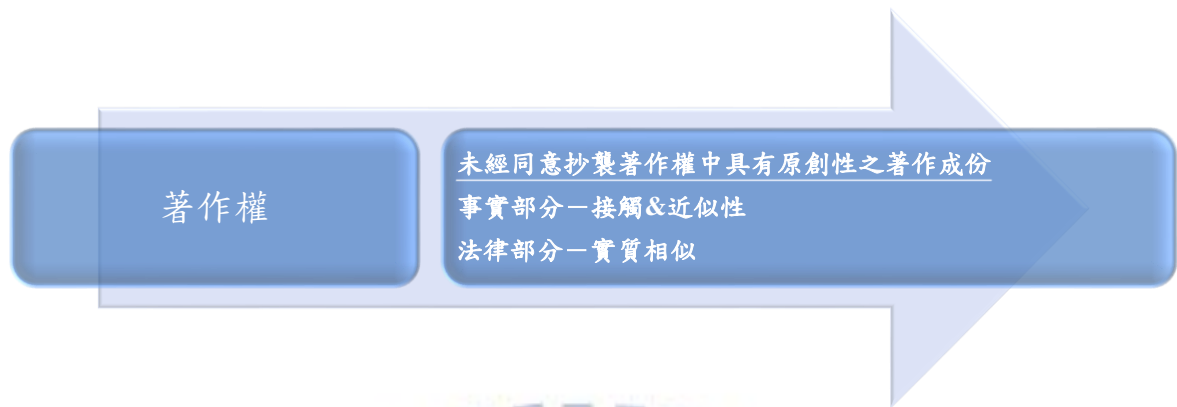 著作權
未經同意抄襲著作權中具有原創性之著作成份
事實部分－接觸&近似性
法律部分－實質相似